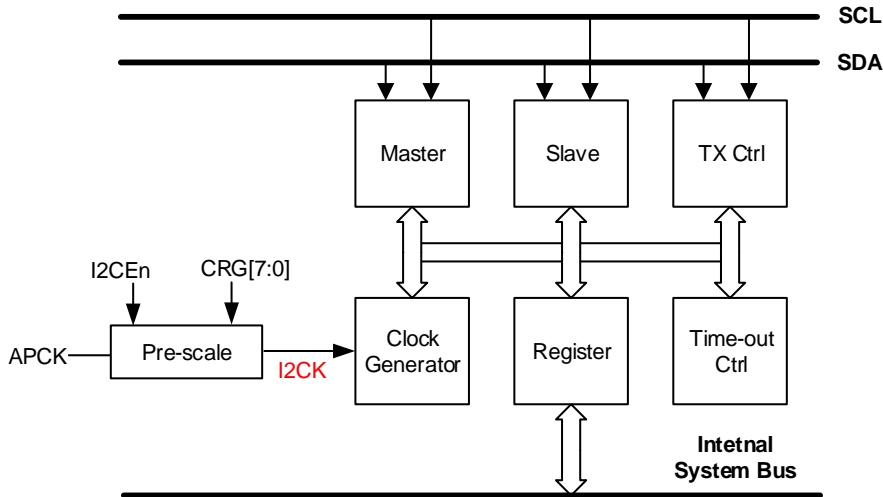 SCL
SDA
Master
Slave
TX Ctrl
I2CEn
CRG[7:0]
APCK
Pre-scale
I2CK
Clock
Generator
Register
Time-out
Ctrl
Intetnal
System Bus